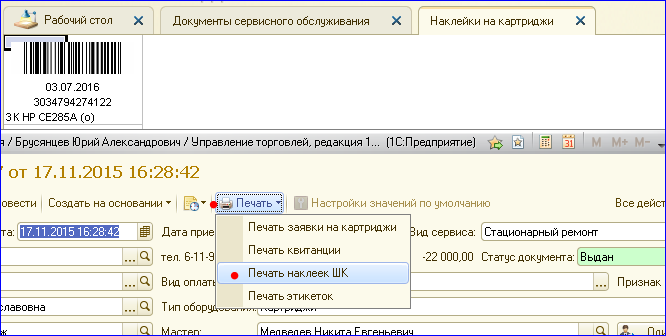 Рабочий стол
Документы сервисного обслуживания
Наклейки на картриджи
03.07.2016
3034794274122
ЗК HP CE285A (о)
я / Брусянцев Юрий Александрович / Управление торговлей, редакция 1... (1С:Предприятие)
31 M M+ M-
от 17.11.2015 16:28:42
овести Создать на основании Печать Настройки значений по умолчанию Все дейс
та: 17.11.2015 16:28:42 Дата прие Вид сервиса: Стационарный ремонт
Печать заявки на картриджи
тел. 6-11-9 -22 000,00 Статус документа: Выдан
Печать квитанции
Вид оплаты Признак
Печать наклеек ШК
славовна Тип оборудования: Картриджи
Печать этикеток
ж Мастер: Медведев Никита Евгеньевич